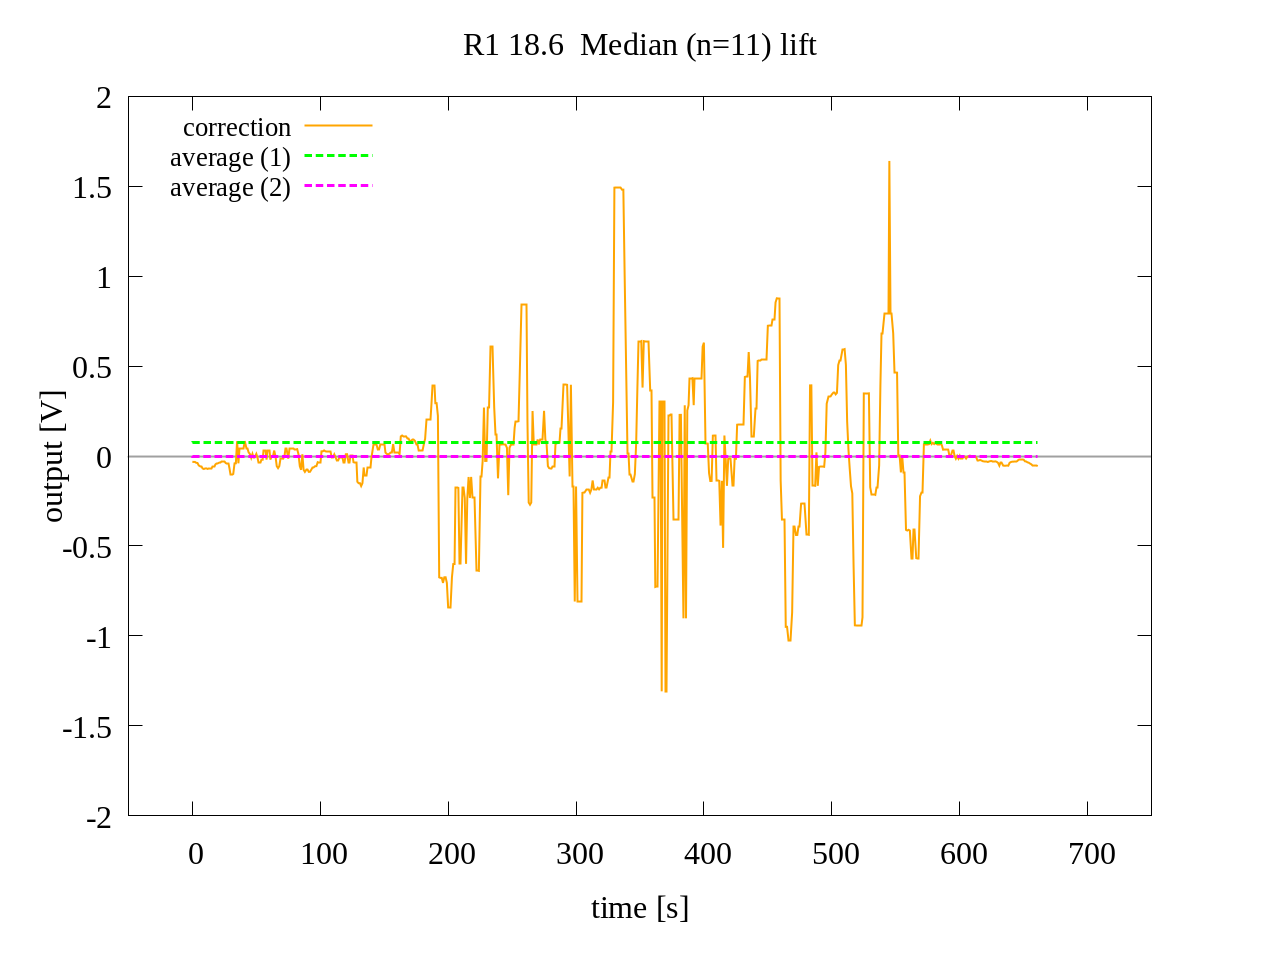 R1 18.6  Median (n=11) lift
correction
average (1)
average (2)
2
1.5
1
0.5
0
-0.5
-1
-1.5
-2
output [V]
0 100 200 300 400 500 600 700
time [s]